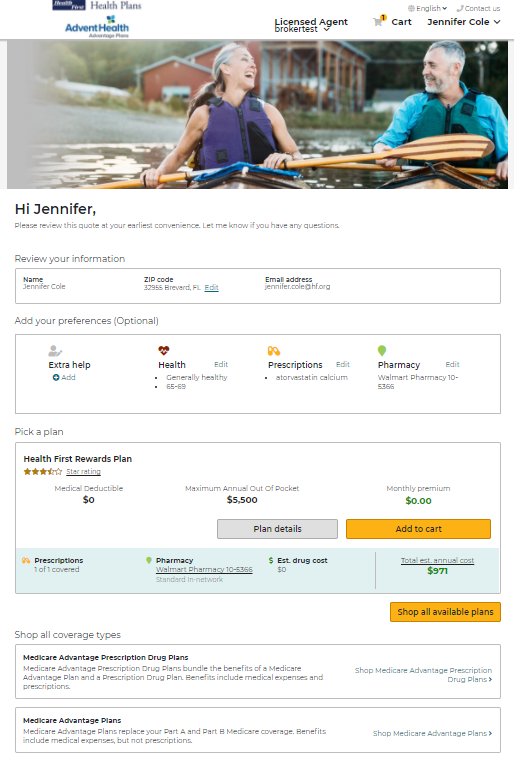 Health First Health Plans
AdventHealth
Advantage Plans
English
Contact us
Licensed Agent
brokertest
1
Cart
Jennifer Cole
Hi Jennifer,
Please review this quote at your earliest convenience. Let me know if you have any questions.
Review your information
Name
Jennifer Cole
ZIP code
32955 Brevard, FL Edit
Email address
jennifer.cole@hf.org
Add your preferences (Optional)
Extra help
Add
Health Edit
• Generally healthy
• 65-69
Prescriptions Edit
• atorvastatin calcium
Pharmacy Edit
Walmart Pharmacy 10-
5366
Pick a plan
Health First Rewards Plan
Star rating
Medical Deductible
$0
Maximum Annual Out Of Pocket
$5,500
Monthly premium
$0.00
Plan details
Add to cart
Prescriptions
1 of 1 covered
Pharmacy
Walmart Pharmacy 10-5366
Standard in-network
$ Est. drug cost
$0
Total est. annual cost
$971
Shop all available plans
Shop all coverage types
Medicare Advantage Prescription Drug Plans
Medicare Advantage Prescription Drug Plans bundle the benefits of a Medicare
Advantage Plan and a Prescription Drug Plan. Benefits include medical expenses and
prescriptions.
Shop Medicare Advantage Prescription
Drug Plans
Medicare Advantage Plans
Medicare Advantage Plans replace your Part A and Part B Medicare coverage. Benefits
include medical expenses, but not prescriptions.
Shop Medicare Advantage Plans